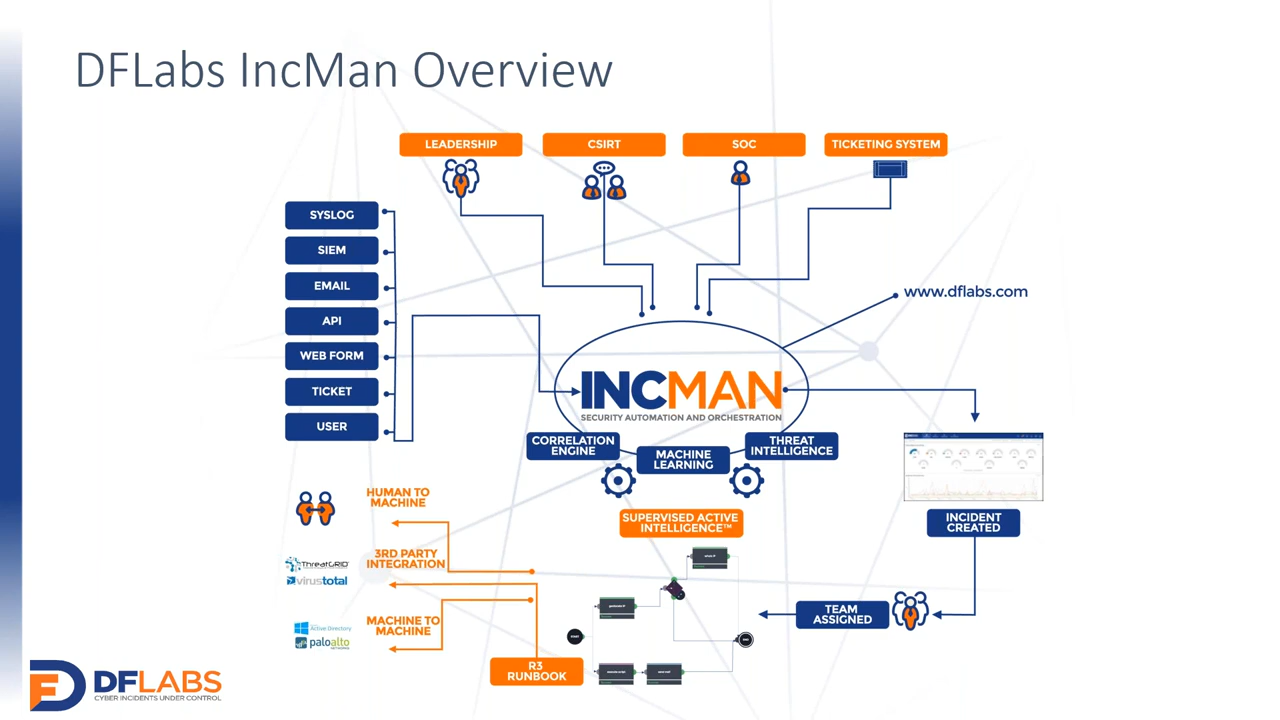 DFLabs IncMan Overview
LEADERSHIP
CSIRT
SOC
TICKETING SYSTEM
SYSLOG
SIEM
EMAIL
API
WEB FORM
TICKET
USER
www.dflabs.com
INCMAN
SECURITY AUTOMATION AND ORCHESTRATION
CORRELATION
ENGINE
MACHINE
LEARNING
THREAT
INTELLIGENCE
INCIDENT
CREATED
TEAM
ASSIGNED
SUPERVISED ACTIVE
INTELLIGENCE™
HUMAN TO
MACHINE
3RD PARTY
INTEGRATION
ThreatGRID
virustotal
MACHINE TO
MACHINE
Active Directory
paloalto
NETWORKS
R3
RUNBOOK
START
END
DFLABS
CYBER INCIDENTS UNDER CONTROL